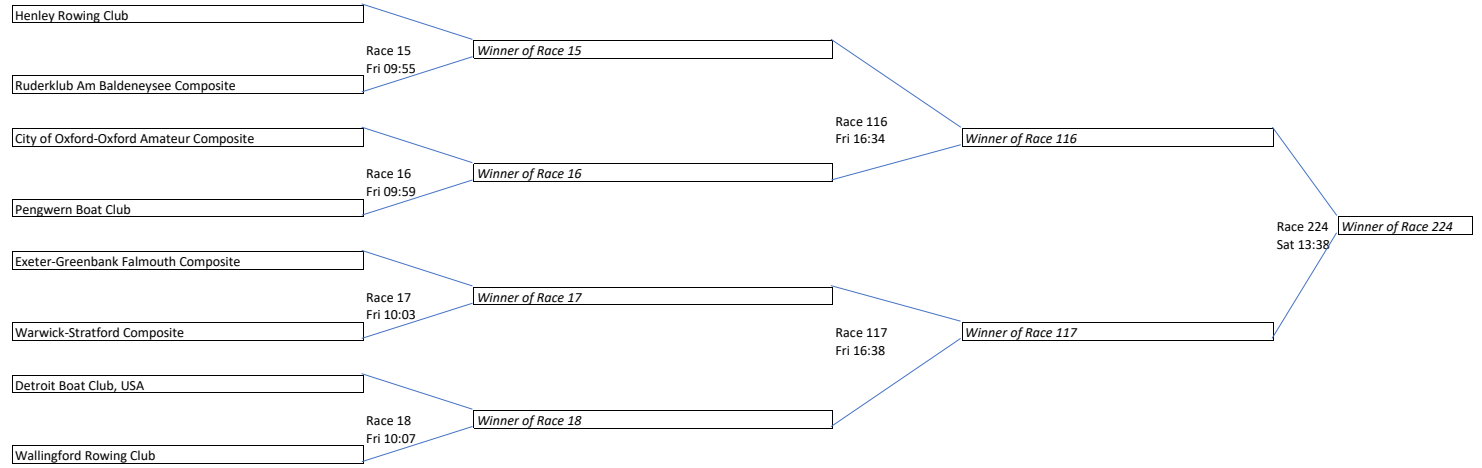 Henley Rowing Club
Race 15
Fri 09:55
Winner of Race 15
Ruderklub Am Baldeneysee Composite
City of Oxford-Oxford Amateur Composite
Race 116
Fri 16:34
Winner of Race 116
Race 16
Fri 09:59
Winner of Race 16
Pengwern Boat Club
Race 224
Sat 13:38
Winner of Race 224
Exeter-Greenbank Falmouth Composite
Race 17
Fri 10:03
Winner of Race 17
Warwick-Stratford Composite
Race 117
Fri 16:38
Winner of Race 117
Detroit Boat Club, USA
Race 18
Fri 10:07
Winner of Race 18
Wallingford Rowing Club